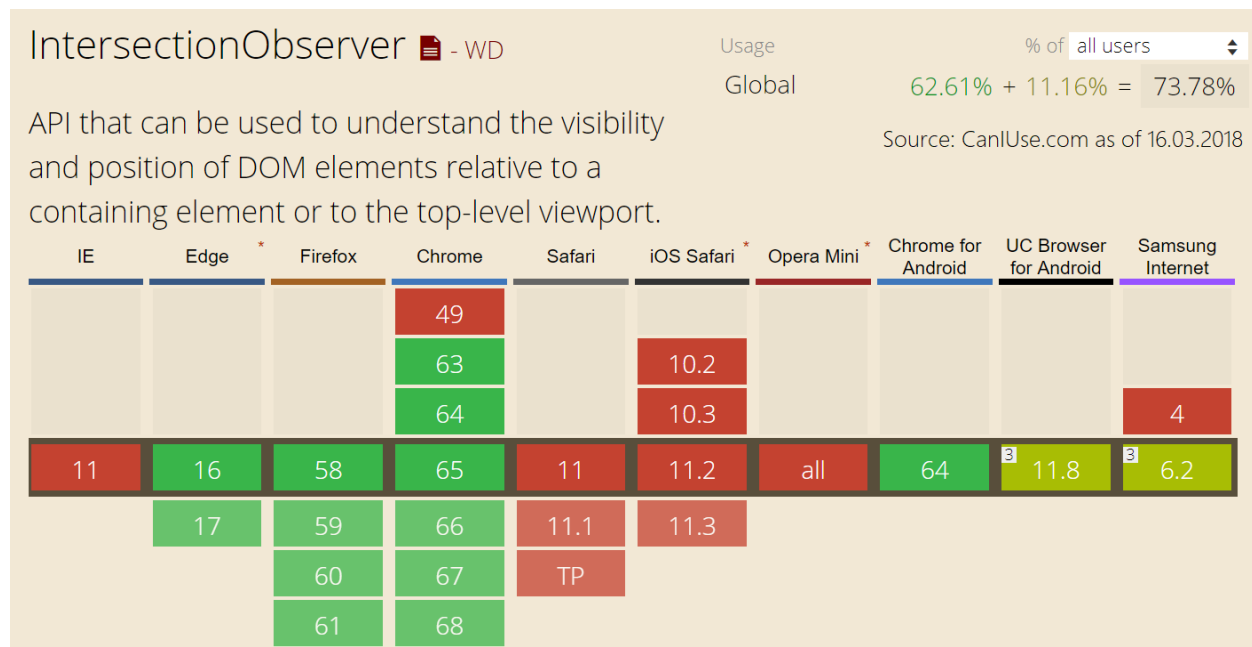 IntersectionObserver - WD
Usage % of all users
Global 62.61% + 11.16% = 73.78%
API that can be used to understand the visibility
and position of DOM elements relative to a
containing element or to the top-level viewport.
Source: CanIUse.com as of 16.03.2018
IE Edge * Firefox Chrome Safari iOS Safari * Opera Mini * Chrome for Android UC Browser for Android Samsung Internet
49
63 10.2
64 10.3 4
11 16 58 65 11 11.2 all 64 3 11.8 3 6.2
17 59 66 11.1 11.3
60 67 TP
61 68